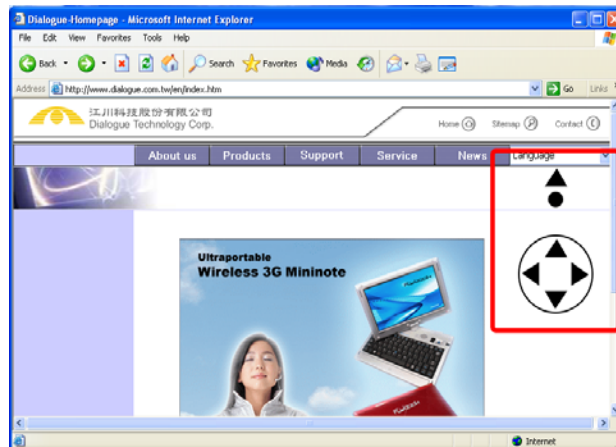 Dialogue-Homepage - Microsoft Internet Explorer
File Edit View Favorites Tools Help
Back Search Favorites Media
Address http://www.dialogue.com.tw/en/index.htm Go Links
江川科技股份有限公司
Dialogue Technology Corp.
Home Sitemap Contact
About us Products Support Service News Language
Ultraportable
Wireless 3G Mininote
Internet